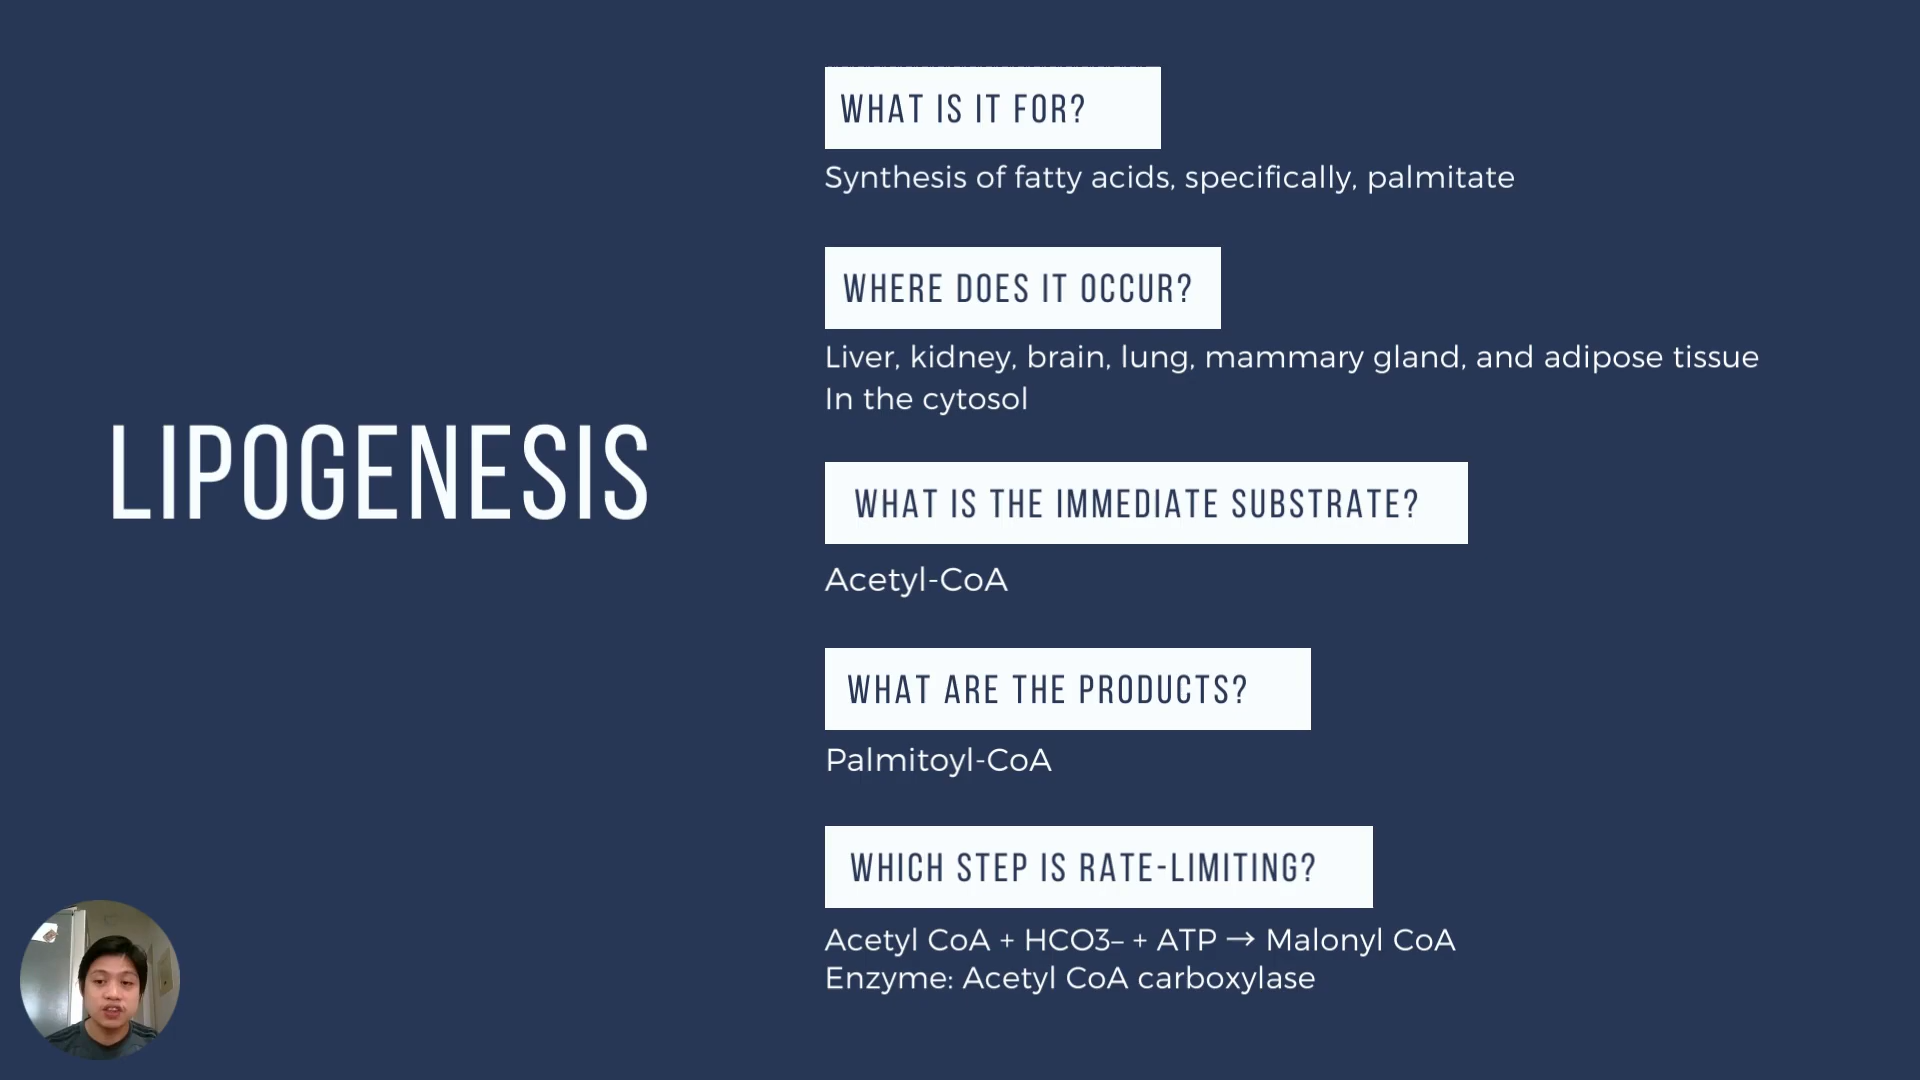 LIPOGENESIS
WHAT IS IT FOR?
Synthesis of fatty acids, specifically, palmitate
WHERE DOES IT OCCUR?
Liver, kidney, brain, lung, mammary gland, and adipose tissue
In the cytosol
WHAT IS THE IMMEDIATE SUBSTRATE?
Acetyl-CoA
WHAT ARE THE PRODUCTS?
Palmitoyl-CoA
WHICH STEP IS RATE-LIMITING?
Acetyl CoA + HCO3– + ATP → Malonyl CoA
Enzyme: Acetyl CoA carboxylase